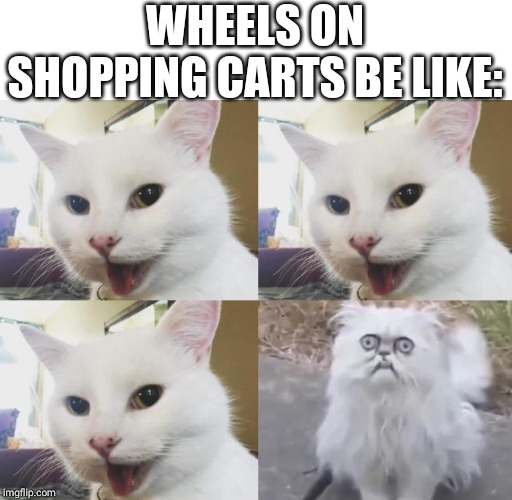 WHEELS ON
SHOPPING CARTS BE LIKE:
imgflip.com